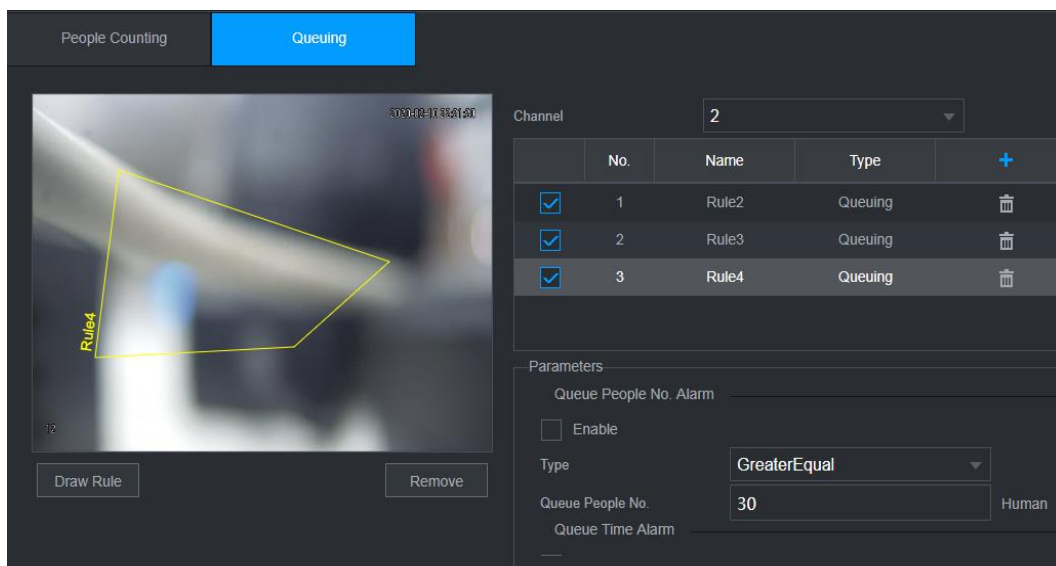 People Counting
Queuing
Channel
2
No. Name Type +
1 Rule2 Queuing
2 Rule3 Queuing
3 Rule4 Queuing
Rule4
12
Draw Rule
Remove
Parameters
Queue People No. Alarm
Enable
Type GreaterEqual
Queue People No. 30 Human
Queue Time Alarm